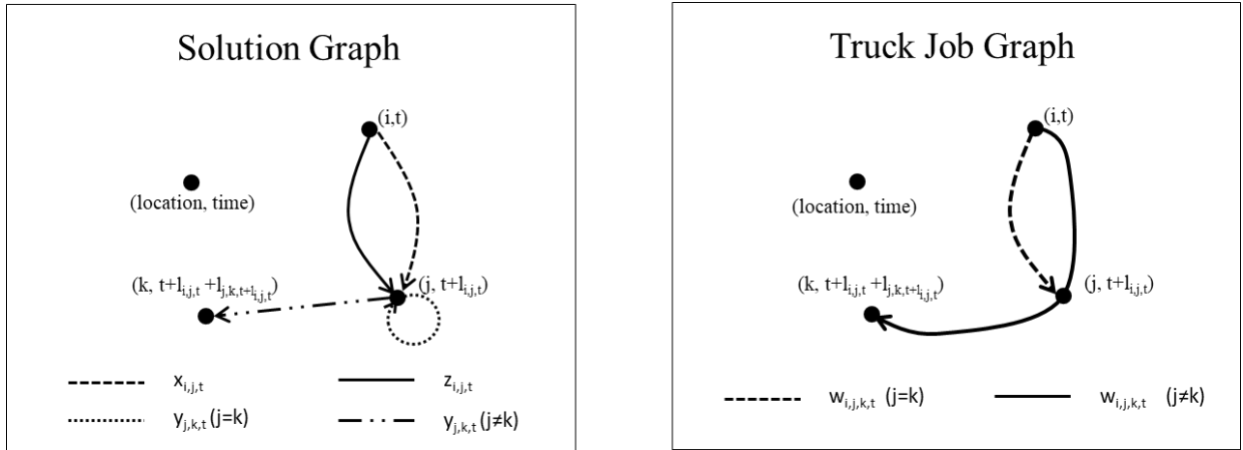 Solution Graph
(i,t)
(location, time)
(k, t+l_{i,j,t} +l_{j,k,t+l_{i,j,t}})
(j, t+l_{i,j,t})
x_{i,j,t}
z_{i,j,t}
y_{j,k,t} (j=k)
y_{j,k,t} (j≠k)
Truck Job Graph
(i,t)
(location, time)
(k, t+l_{i,j,t} +l_{j,k,t+l_{i,j,t}})
(j, t+l_{i,j,t})
w_{i,j,k,t} (j=k)
w_{i,j,k,t} (j≠k)